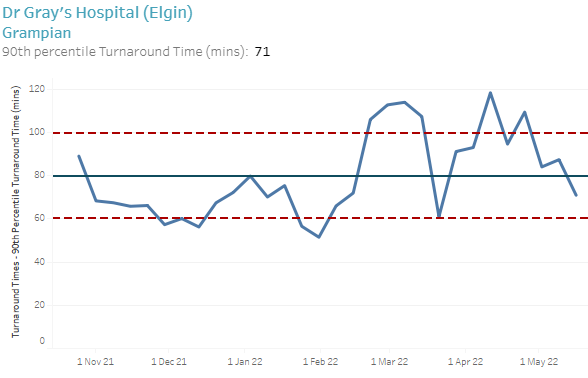 Dr Gray's Hospital (Elgin)
Grampian
90th percentile Turnaround Time (mins): 71
Turnaround Times - 90th Percentile Turnaround Time (mins)
120
100
80
60
40
20
0
1 Nov 21
1 Dec 21
1 Jan 22
1 Feb 22
1 Mar 22
1 Apr 22
1 May 22